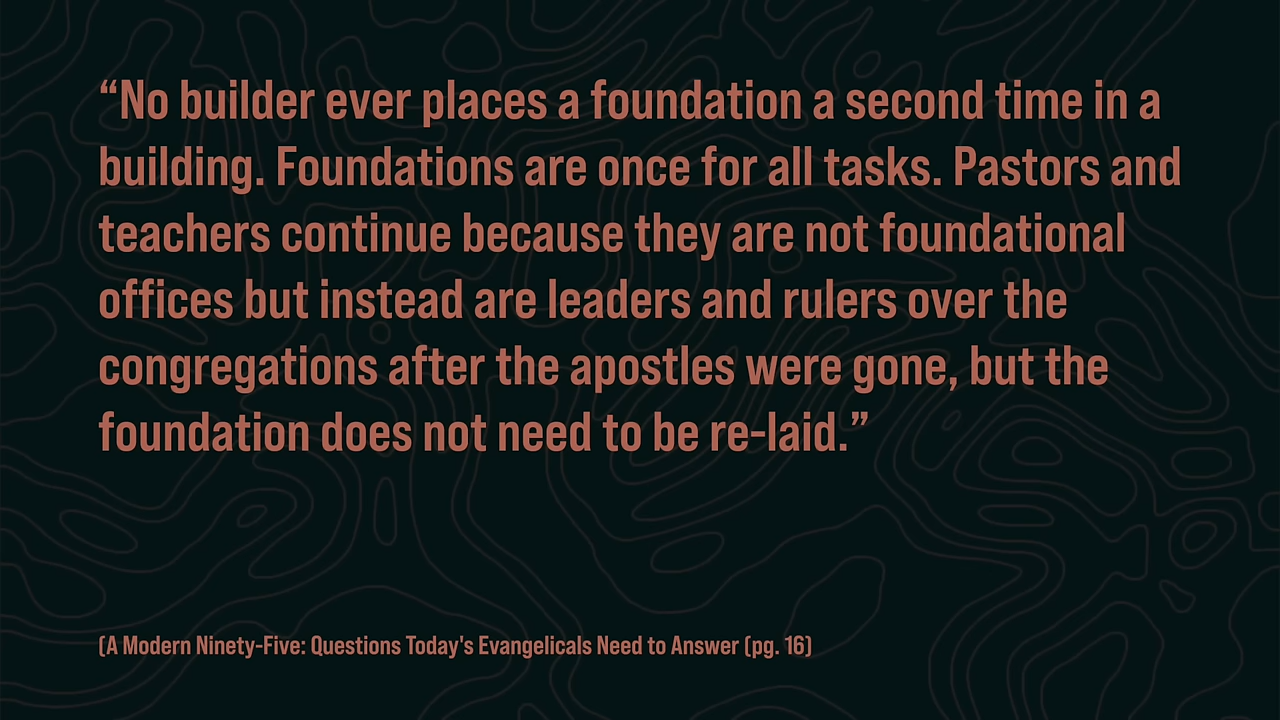 “No builder ever places a foundation a second time in a
building. Foundations are once for all tasks. Pastors and
teachers continue because they are not foundational
offices but instead are leaders and rulers over the
congregations after the apostles were gone, but the
foundation does not need to be re-laid.”
(A Modern Ninety-Five: Questions Today's Evangelicals Need to Answer (pg. 16)